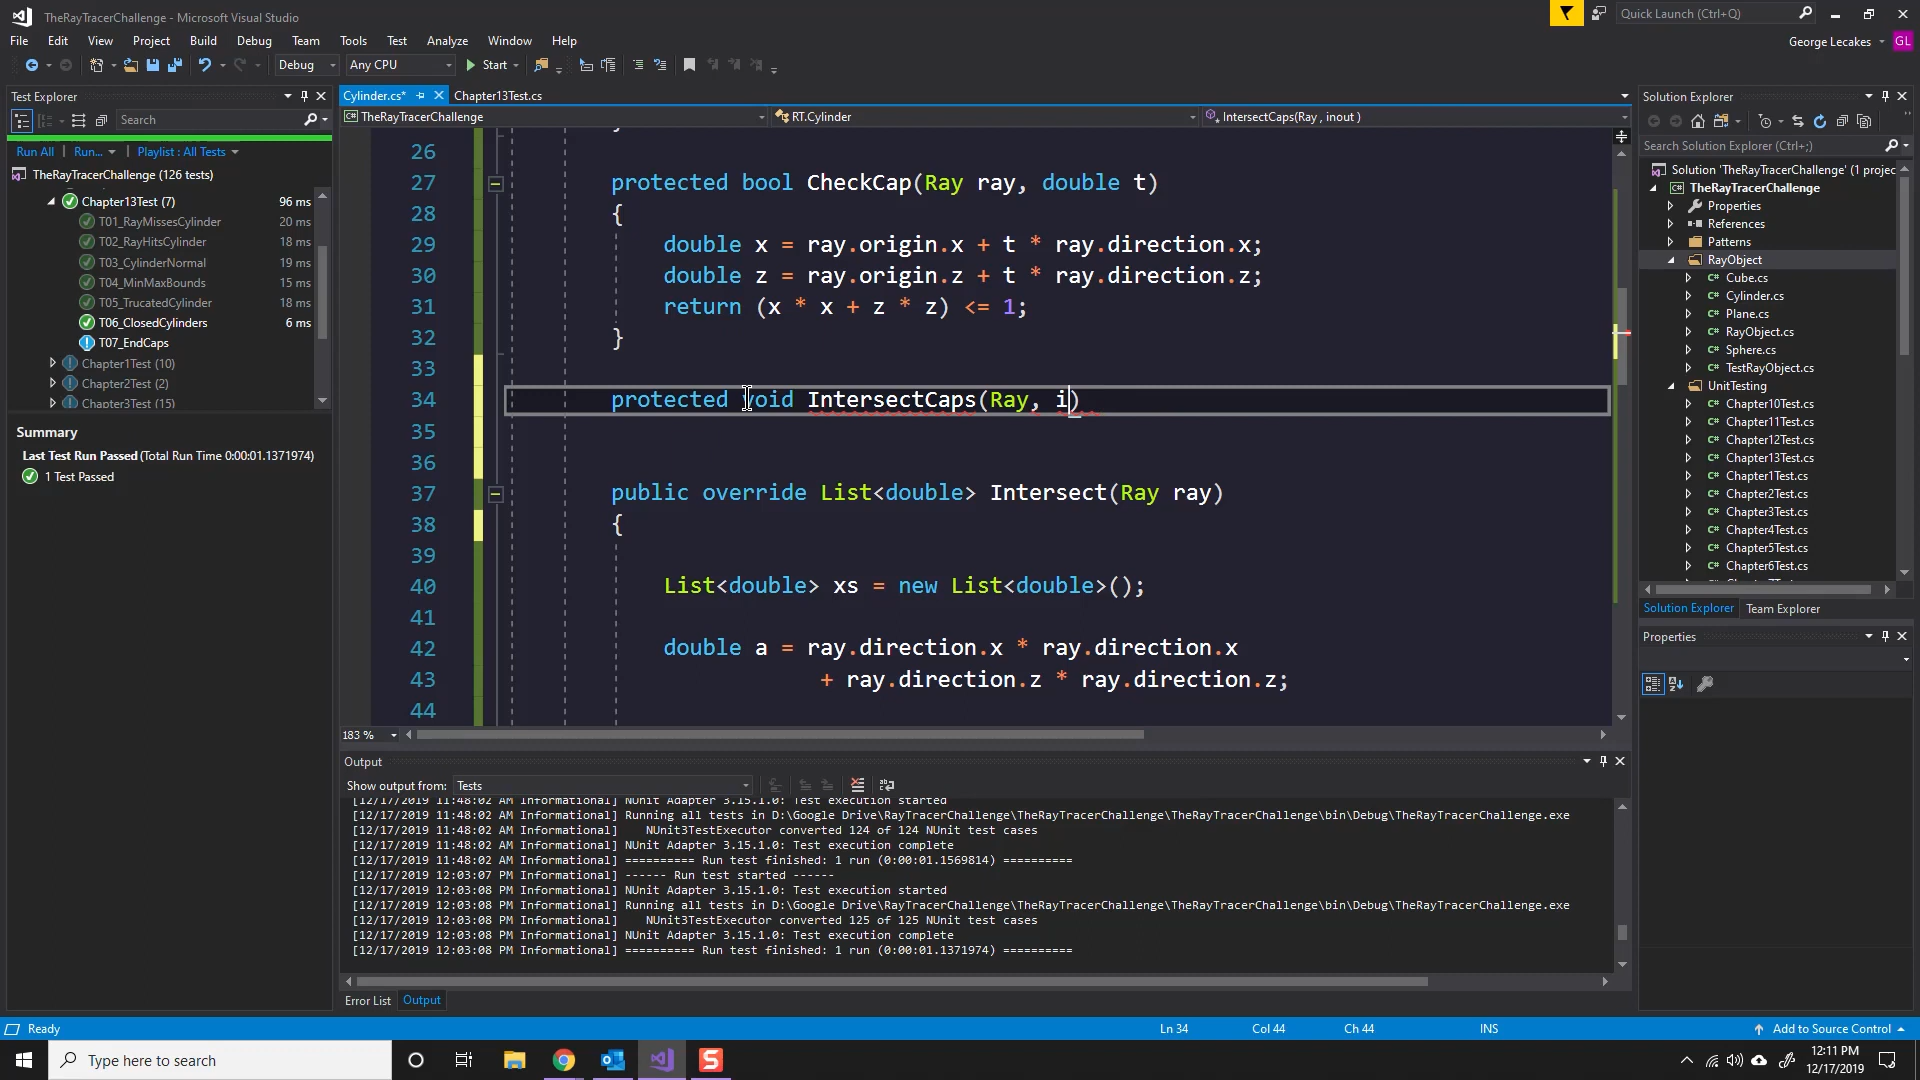 TheRayTracerChallenge - Microsoft Visual Studio
Quick Launch (Ctrl+Q)
File Edit View Project Build Debug Team Tools Test Analyze Window Help
George Lecakes GL
Debug Any CPU Start
Test Explorer
Search
Run All | Run... | Playlist : All Tests
TheRayTracerChallenge (126 tests)
Chapter13Test (7) 96 ms
T01_RayMissesCylinder 20 ms
T02_RayHitsCylinder 18 ms
T03_CylinderNormal 19 ms
T04_MinMaxBounds 15 ms
T05_TrucatedCylinder 18 ms
T06_ClosedCylinders 6 ms
T07_EndCaps
Chapter1Test (10)
Chapter2Test (2)
Chapter3Test (15)
Summary
Last Test Run Passed (Total Run Time 0:00:01.1371974)
1 Test Passed
Cylinder.cs* Chapter13Test.cs
TheRayTracerChallenge RT.Cylinder IntersectCaps(Ray , inout )
26
27 protected bool CheckCap(Ray ray, double t)
28 {
29 double x = ray.origin.x + t * ray.direction.x;
30 double z = ray.origin.z + t * ray.direction.z;
31 return (x * x + z * z) <= 1;
32 }
33
34 protected void IntersectCaps(Ray, i)
35
36
37 public override List<double> Intersect(Ray ray)
38 {
39
40 List<double> xs = new List<double>();
41
42 double a = ray.direction.x * ray.direction.x
43 + ray.direction.z * ray.direction.z;
44
183 %
Output
Show output from: Tests
[12/17/2019 11:48:02 AM Informational] NUnit Adapter 3.15.1.0: Test execution started
[12/17/2019 11:48:02 AM Informational] Running all tests in D:\Google Drive\RayTracerChallenge\TheRayTracerChallenge\TheRayTracerChallenge\bin\Debug\TheRayTracerChallenge.exe
[12/17/2019 11:48:02 AM Informational] NUnit3TestExecutor converted 124 of 124 NUnit test cases
[12/17/2019 11:48:02 AM Informational] NUnit Adapter 3.15.1.0: Test execution complete
[12/17/2019 11:48:02 AM Informational] ========== Run test finished: 1 run (0:00:01.1569814) ==========
[12/17/2019 12:03:07 PM Informational] ------ Run test started ------
[12/17/2019 12:03:08 PM Informational] NUnit Adapter 3.15.1.0: Test execution started
[12/17/2019 12:03:08 PM Informational] Running all tests in D:\Google Drive\RayTracerChallenge\TheRayTracerChallenge\TheRayTracerChallenge\bin\Debug\TheRayTracerChallenge.exe
[12/17/2019 12:03:08 PM Informational] NUnit3TestExecutor converted 125 of 125 NUnit test cases
[12/17/2019 12:03:08 PM Informational] NUnit Adapter 3.15.1.0: Test execution complete
[12/17/2019 12:03:08 PM Informational] ========== Run test finished: 1 run (0:00:01.1371974) ==========
Error List Output
Solution Explorer
Search Solution Explorer (Ctrl+;)
Solution 'TheRayTracerChallenge' (1 projec
C# TheRayTracerChallenge
Properties
References
Patterns
RayObject
C# Cube.cs
C# Cylinder.cs
C# Plane.cs
C# RayObject.cs
C# Sphere.cs
C# TestRayObject.cs
UnitTesting
C# Chapter10Test.cs
C# Chapter11Test.cs
C# Chapter12Test.cs
C# Chapter13Test.cs
C# Chapter1Test.cs
C# Chapter2Test.cs
C# Chapter3Test.cs
C# Chapter4Test.cs
C# Chapter5Test.cs
C# Chapter6Test.cs
Solution Explorer Team Explorer
Properties
Ready Ln 34 Col 44 Ch 44 INS Add to Source Control
Type here to search
12:11 PM
12/17/2019